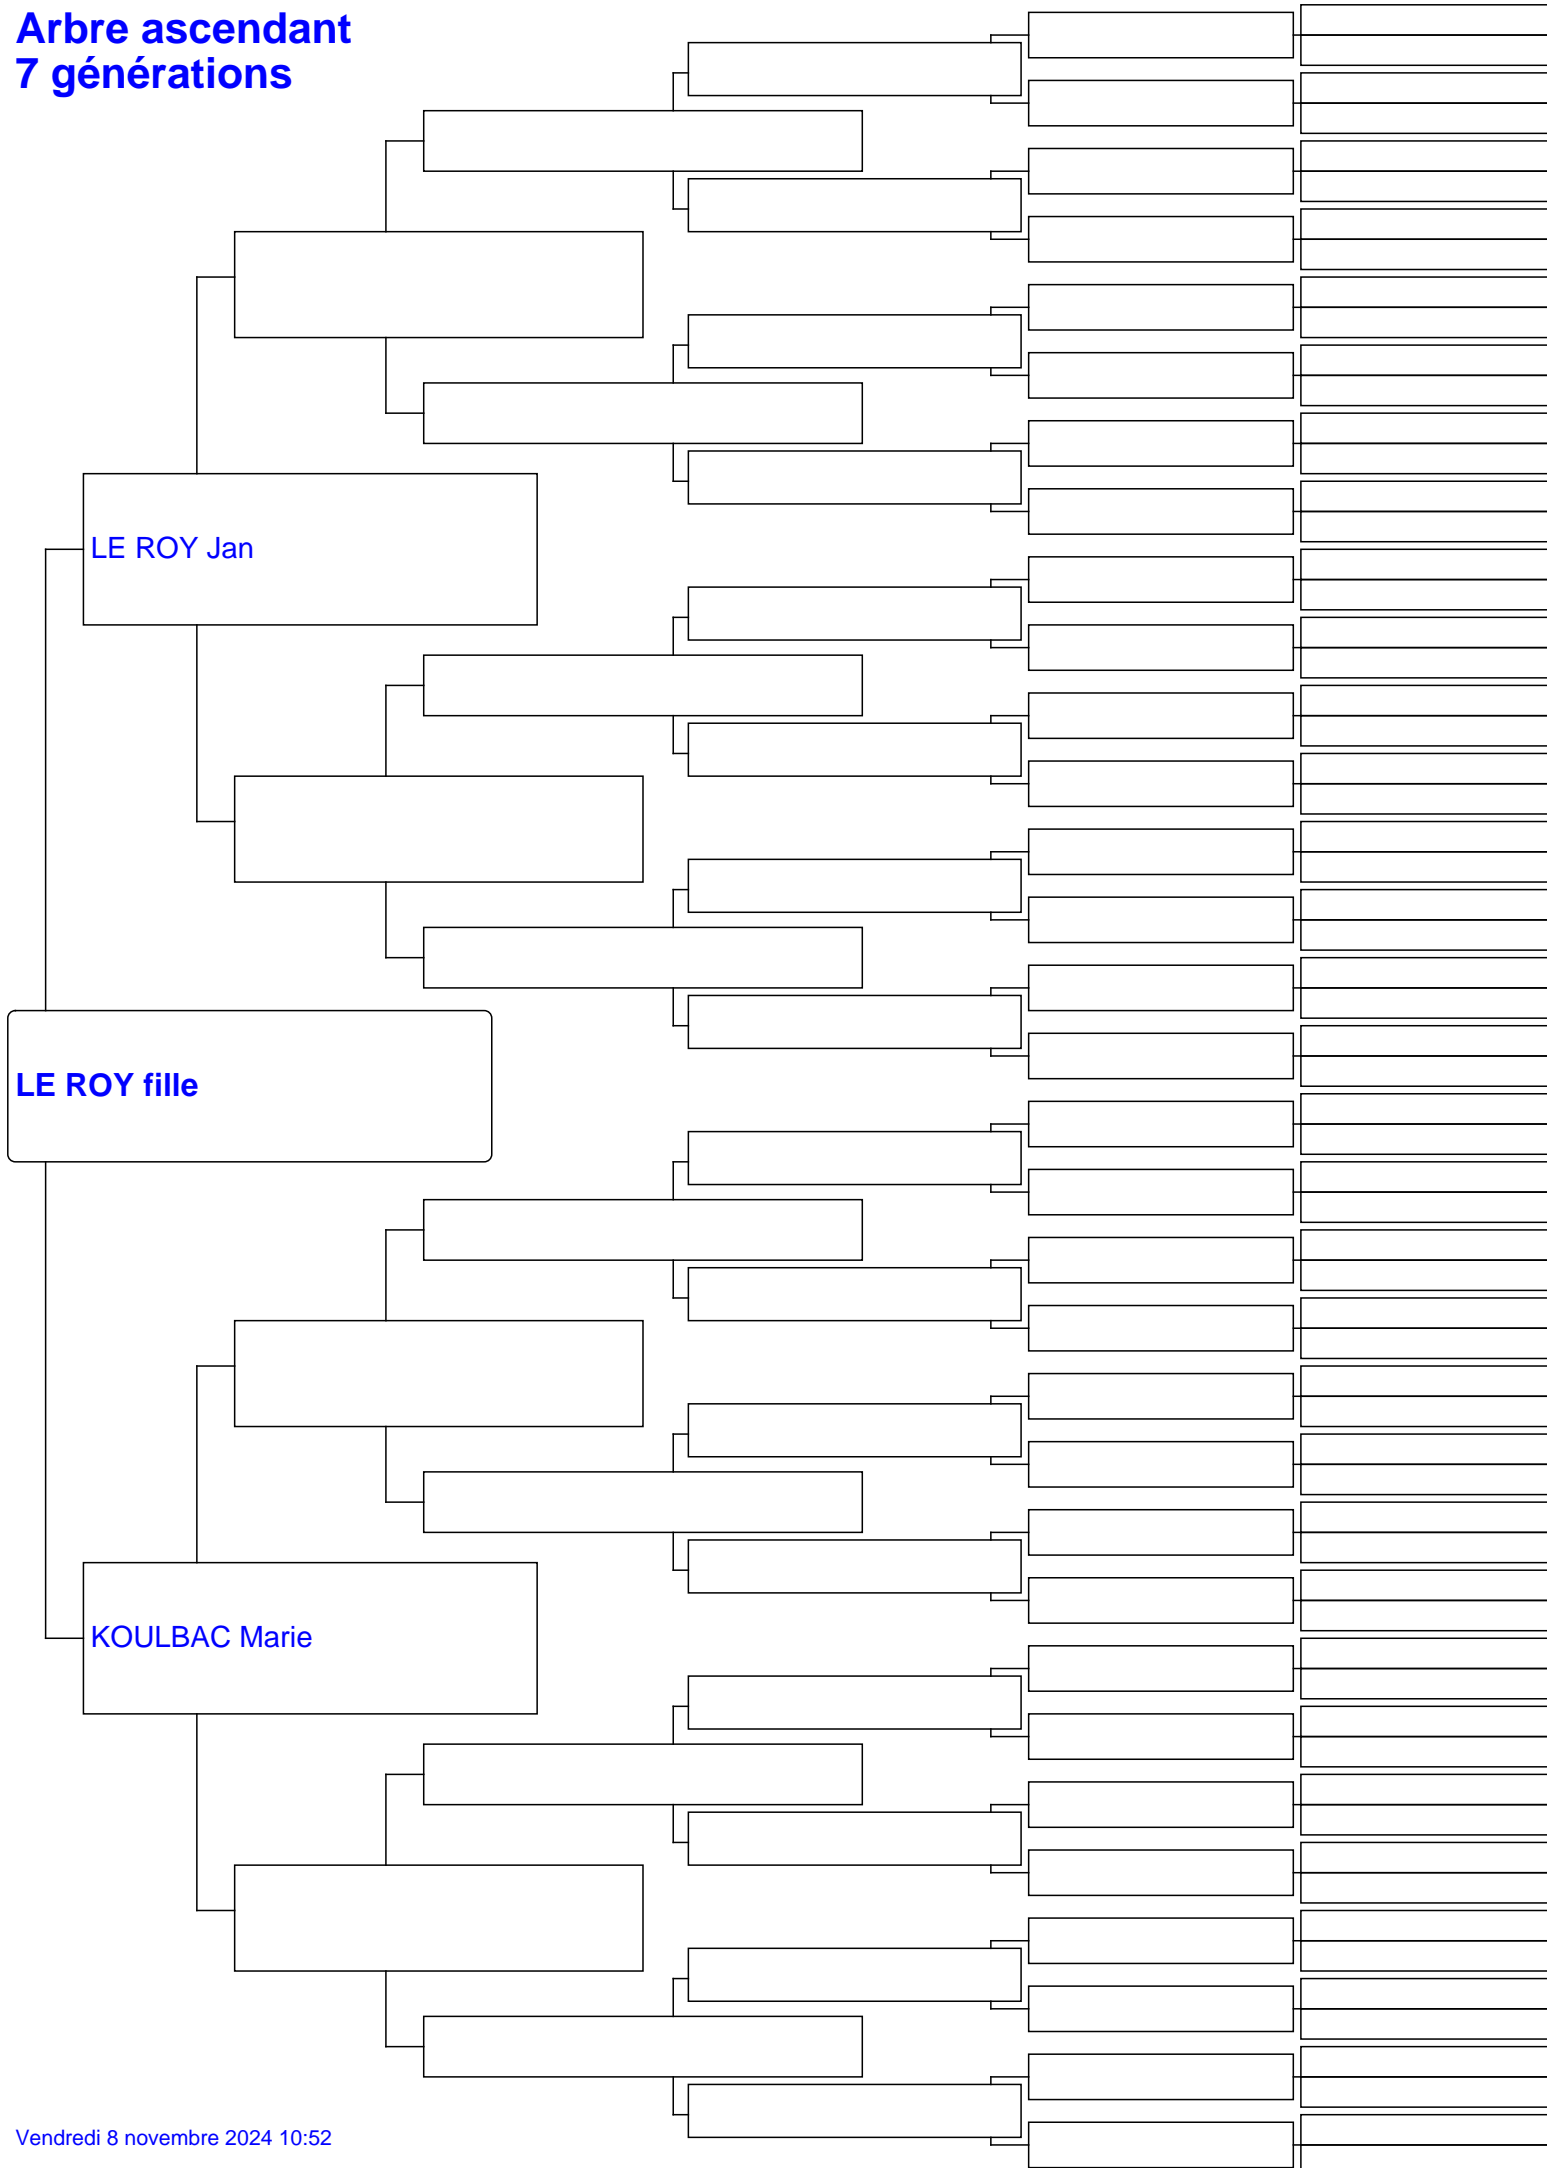 Arbre ascendant
7 générations
LE ROY Jan
LE ROY fille
KOULBAC Marie
Vendredi 8 novembre 2024 10:52